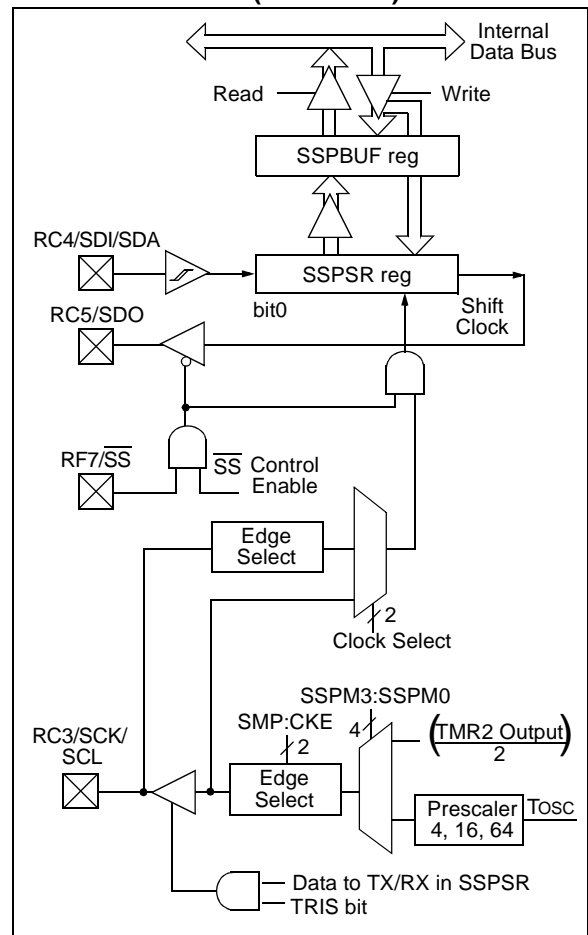 Internal
Data Bus
Read
Write
SSPBUF reg
RC4/SDI/SDA
SSPSR reg
bit0
Shift
Clock
RC5/SDO
RF7/SS
SS Control
Enable
Edge
Select
2
Clock Select
SSPM3:SSPM0
SMP:CKE
4
2
(TMR2 Output)
2
RC3/SCK/
SCL
Edge
Select
Prescaler
4, 16, 64
TOSC
Data to TX/RX in SSPSR
TRIS bit